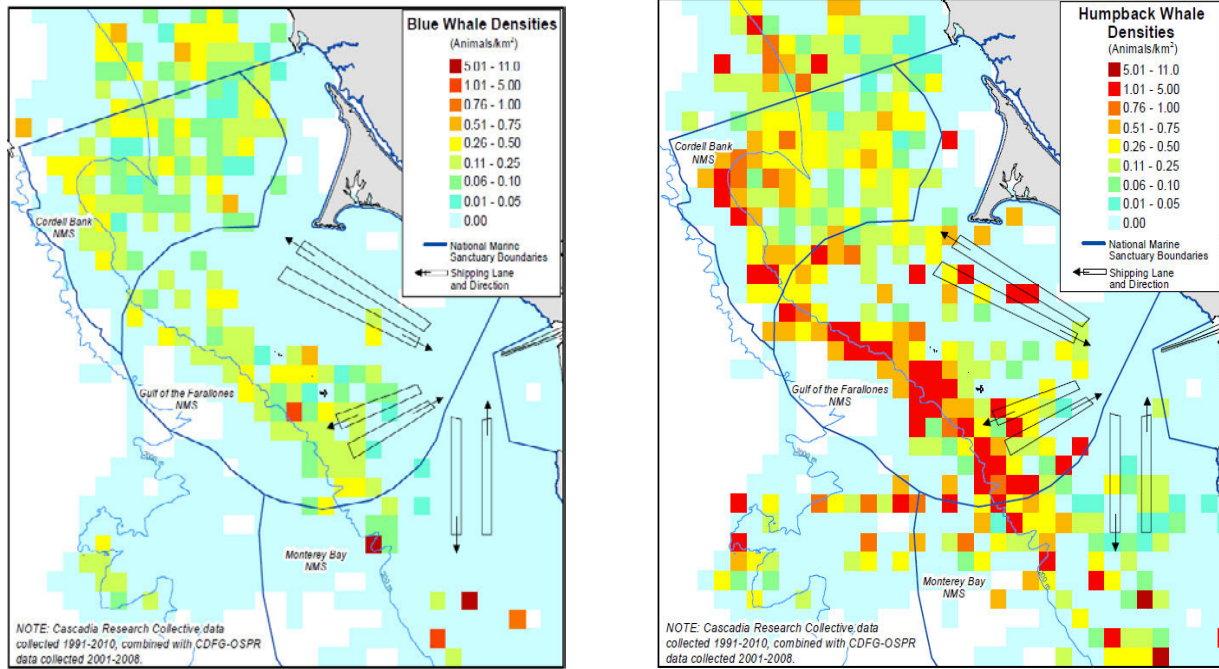 Blue Whale Densities
(Animals/km²)
5.01 - 11.0
1.01 - 5.00
0.76 - 1.00
0.51 - 0.75
0.26 - 0.50
0.11 - 0.25
0.06 - 0.10
0.01 - 0.05
0.00
National Marine
Sanctuary Boundaries
Shipping Lane
and Direction
Cordell Bank
NMS
Gulf of the Farallones
NMS
Monterey Bay
NMS
NOTE: Cascadia Research Collective data
collected 1991-2010, combined with CDFG-OSPR
data collected 2001-2008.
Humpback Whale
Densities
(Animals/km²)
5.01 - 11.0
1.01 - 5.00
0.76 - 1.00
0.51 - 0.75
0.26 - 0.50
0.11 - 0.25
0.06 - 0.10
0.01 - 0.05
0.00
National Marine
Sanctuary Boundaries
Shipping Lane
and Direction
Cordell Bank
NMS
Gulf of the Farallones
NMS
Monterey Bay
NMS
NOTE: Cascadia Research Collective data
collected 1991-2010, combined with CDFG-OSPR
data collected 2001-2008.